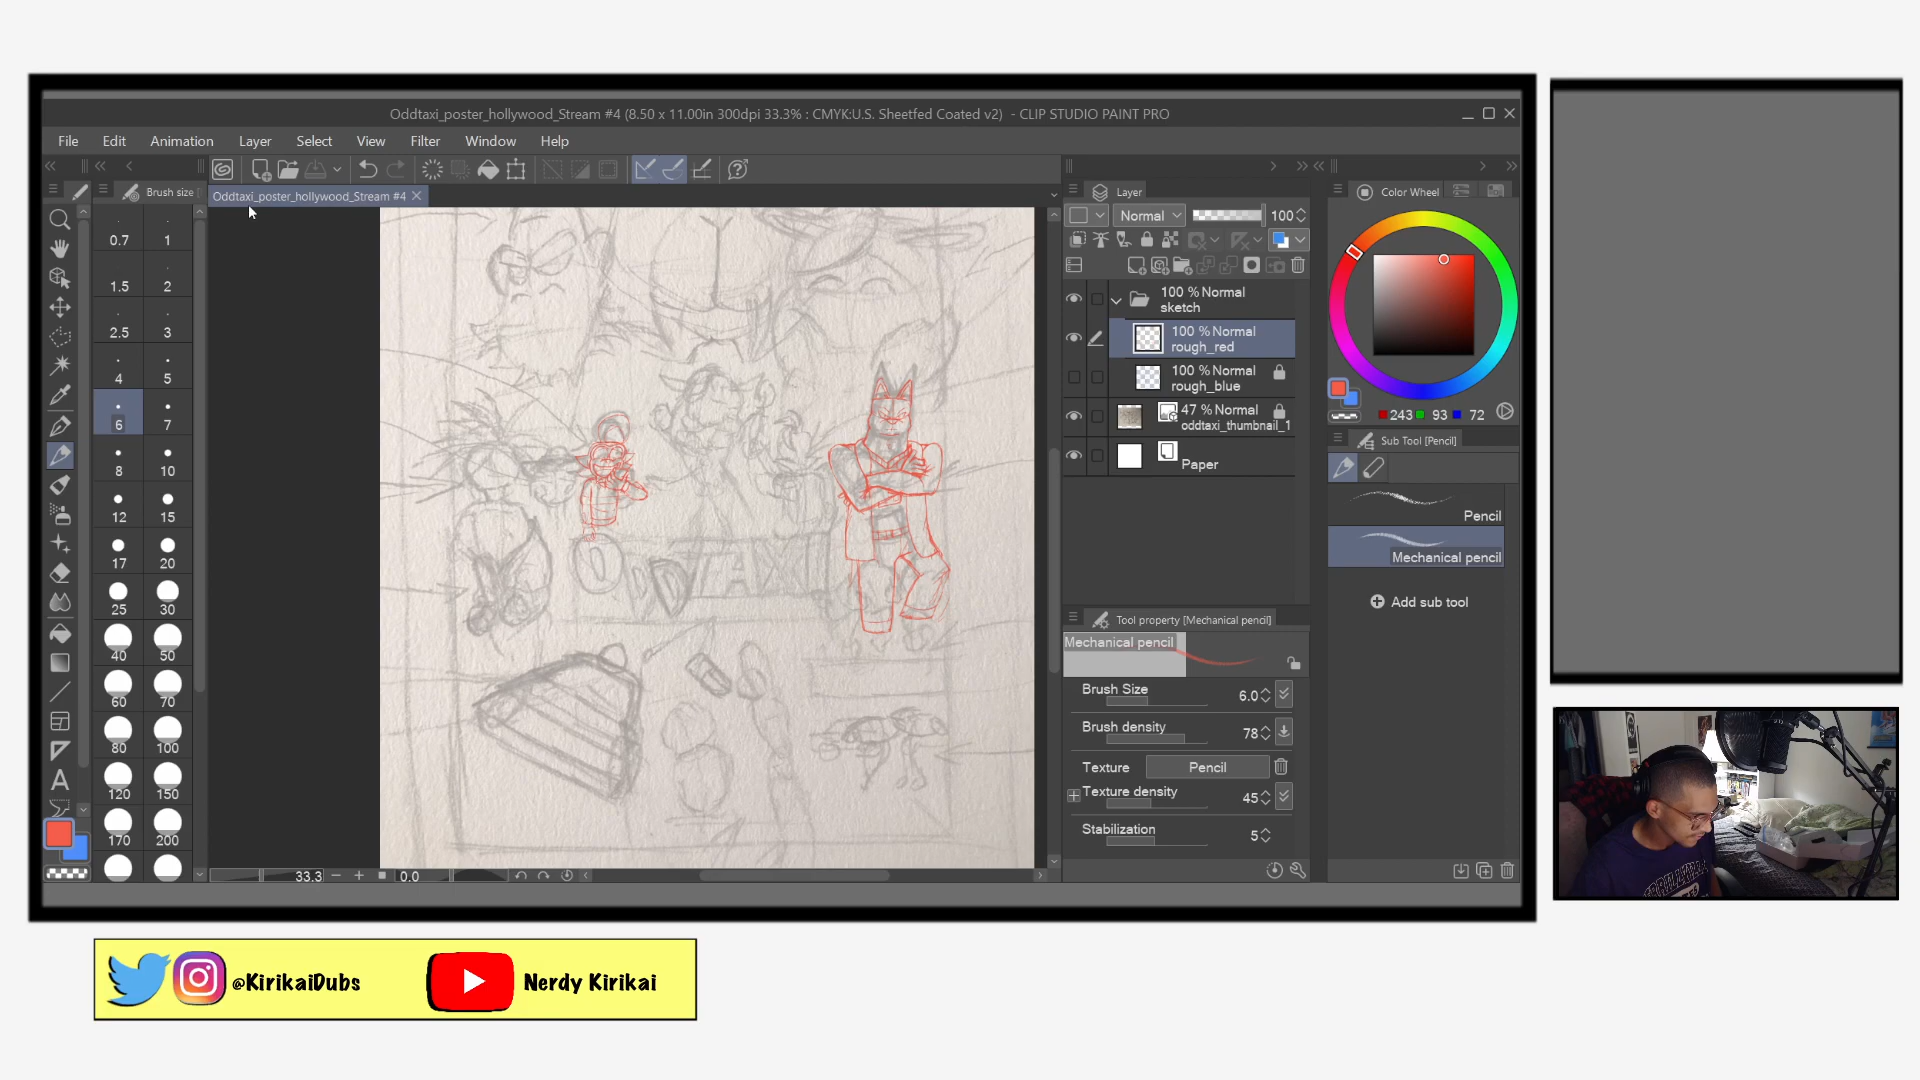 Oddtaxi_poster_hollywood_Stream #4 (8.50 x 11.00in 300dpi 33.3% : CMYK:U.S. Sheetfed Coated v2) - CLIP STUDIO PAINT PRO
File Edit Animation Layer Select View Filter Window Help
Brush size
Oddtaxi_poster_hollywood_Stream #4
0.7 1
1.5 2
2.5 3
4 5
6 7
8 10
12 15
17 20
25 30
40 50
60 70
80 100
120 150
170 200
33.3
0.0
ODDTAXI
Layer
Normal 100
100 % Normal
sketch
100 % Normal
rough_red
100 % Normal
rough_blue
47 % Normal
oddtaxi_thumbnail_1
Paper
Tool property [Mechanical pencil]
Mechanical pencil
Brush Size 6.0
Brush density 78
Texture Pencil
Texture density 45
Stabilization 5
Color Wheel
243 93 72
Sub Tool [Pencil]
Pencil
Mechanical pencil
Add sub tool
@KirikaiDubs
Nerdy Kirikai